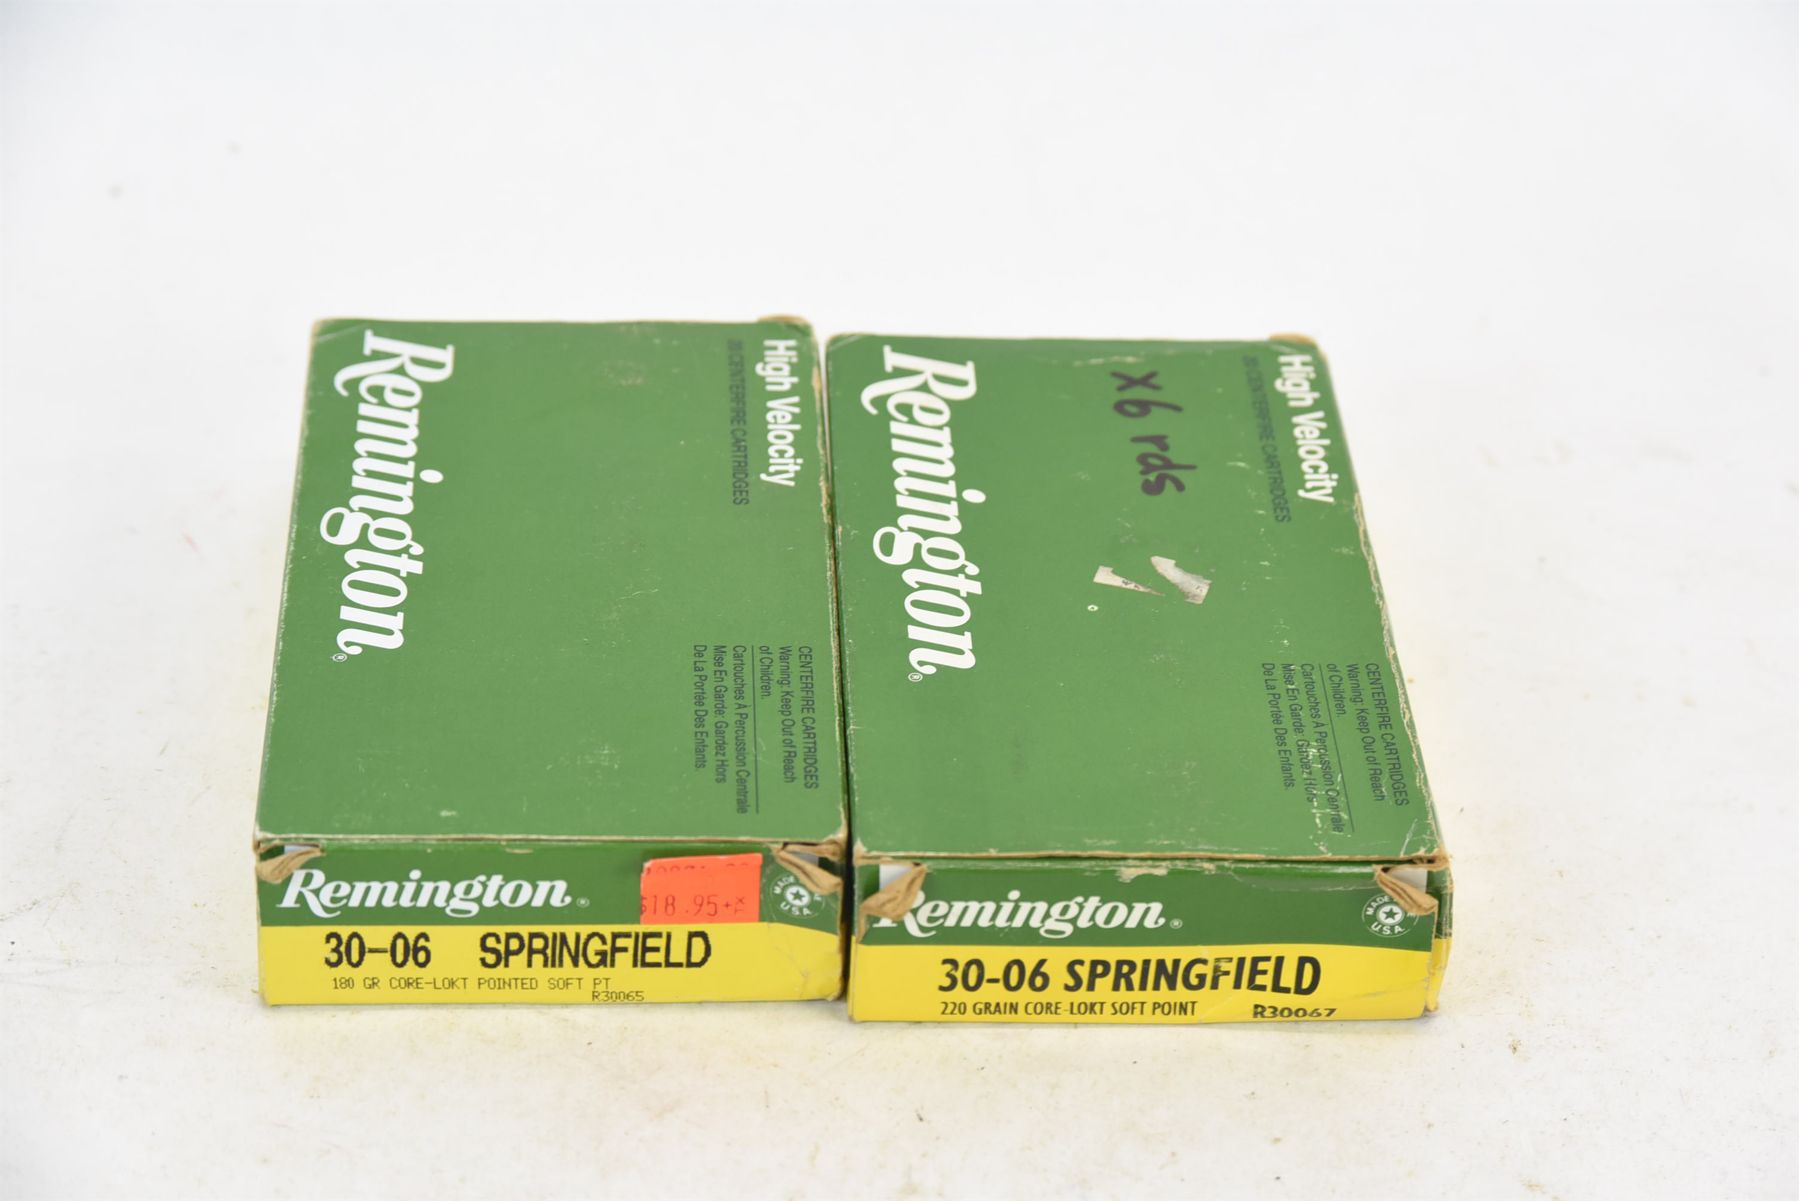 Remington®
High Velocity
20 CENTERFIRE CARTRIDGES
CENTERFIRE CARTRIDGES
Warning: Keep Out of Reach
of Children.
Cartouches À Percussion Centrale
Mise En Garde: Gardez Hors
De La Portée Des Enfants.
Remington®
$18.95+
MADE
U.S.A.
30-06 SPRINGFIELD
180 GR CORE-LOKT POINTED SOFT PT
R30065
Remington®
x6 rds
High Velocity
20 CENTERFIRE CARTRIDGES
CENTERFIRE CARTRIDGES
Warning: Keep Out of Reach
of Children.
Cartouches À Percussion Centrale
Mise En Garde: Gardez Hors
De La Portée Des Enfants.
Remington®
MADE
U.S.A.
30-06 SPRINGFIELD
220 GRAIN CORE-LOKT SOFT POINT
R30067